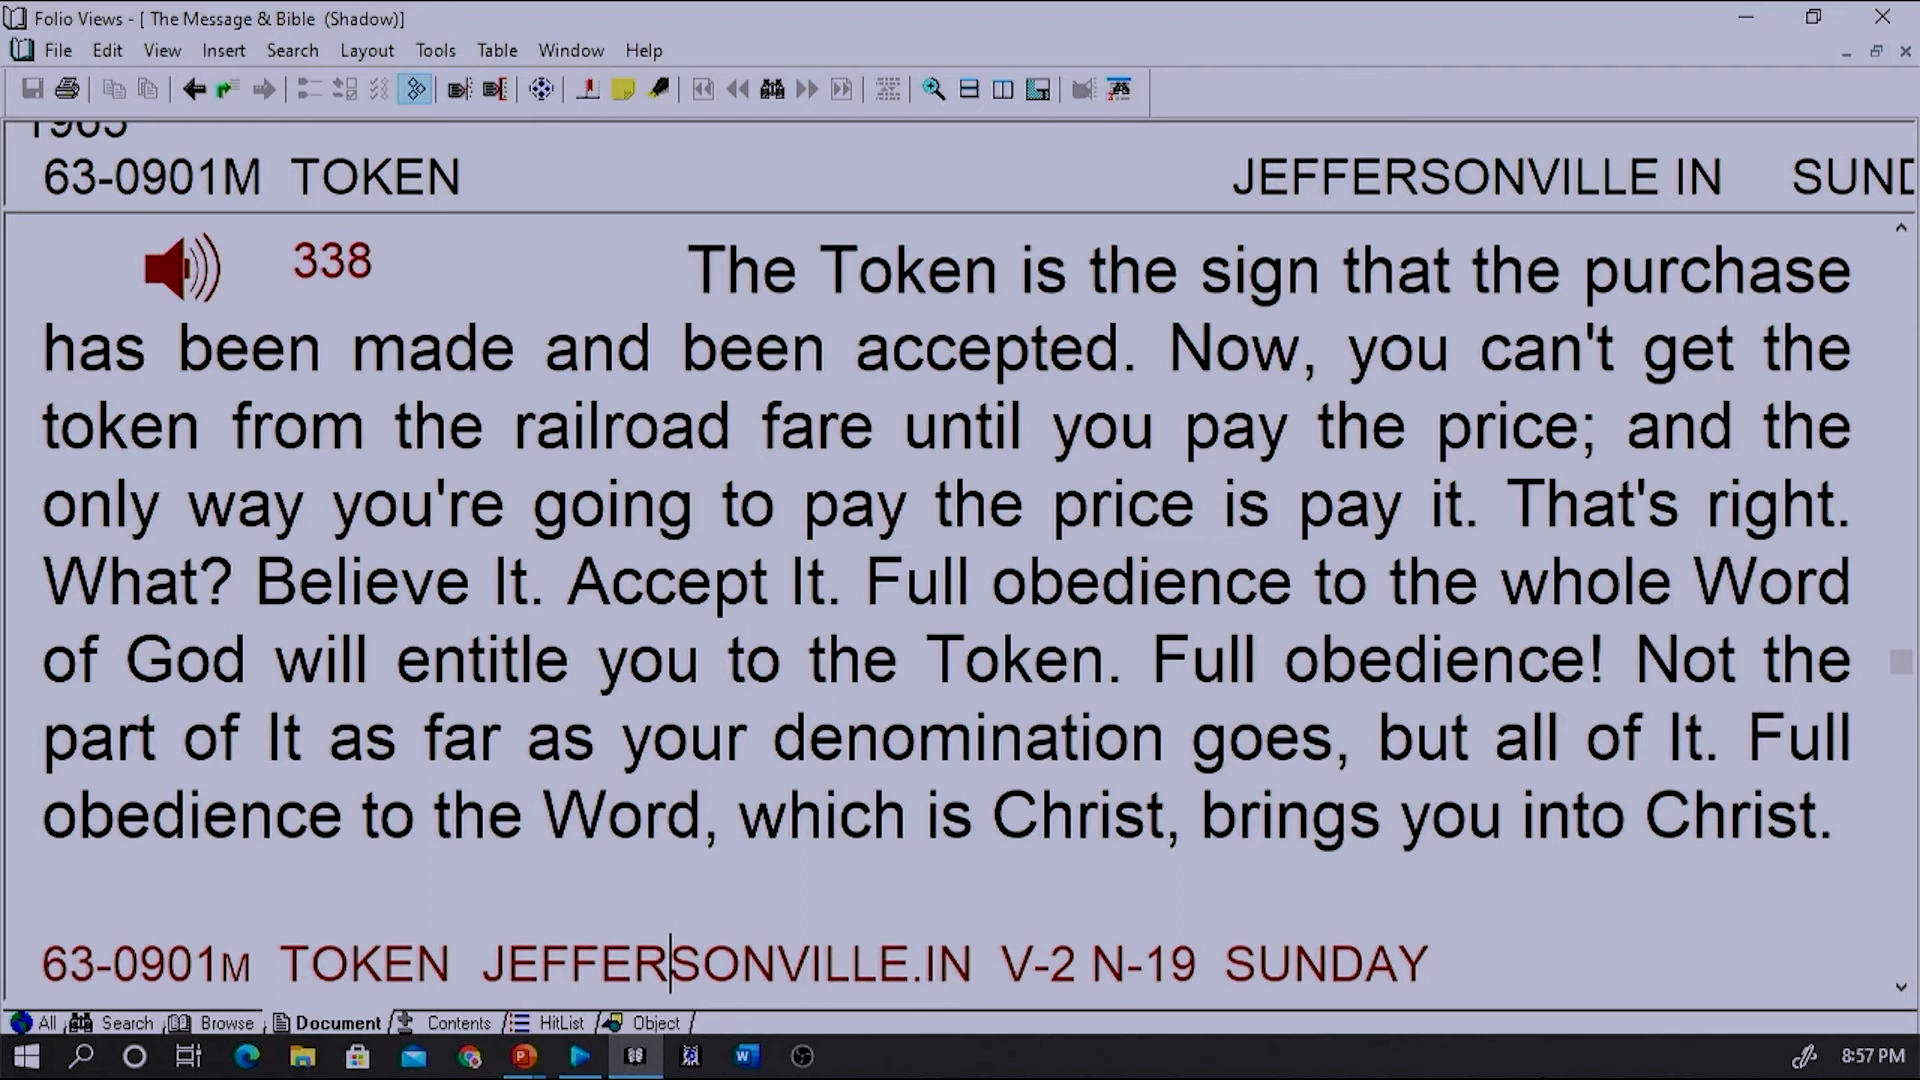 Folio Views - [ The Message & Bible (Shadow)]
File Edit View Insert Search Layout Tools Table Window Help
1963
63-0901M TOKEN JEFFERSONVILLE IN SUND
338 The Token is the sign that the purchase
has been made and been accepted. Now, you can't get the
token from the railroad fare until you pay the price; and the
only way you're going to pay the price is pay it. That's right.
What? Believe It. Accept It. Full obedience to the whole Word
of God will entitle you to the Token. Full obedience! Not the
part of It as far as your denomination goes, but all of It. Full
obedience to the Word, which is Christ, brings you into Christ.
63-0901M TOKEN JEFFERSONVILLE.IN V-2 N-19 SUNDAY
All Search Browse Document Contents HitList Object
8:57 PM